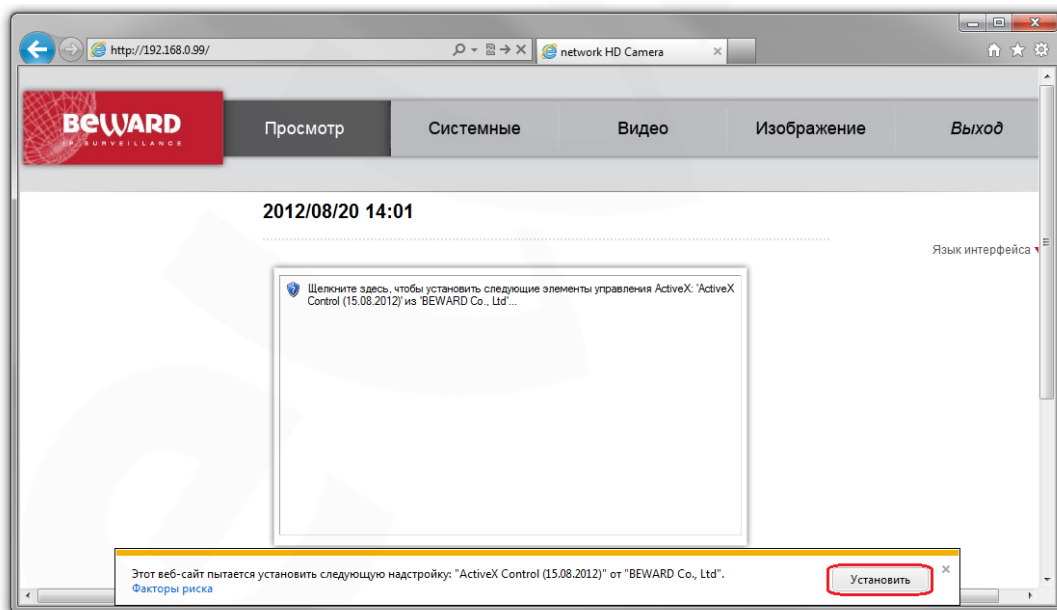 http://192.168.0.99/
network HD Camera
BEWARD
IP SURVEILLANCE
Просмотр
Системные
Видео
Изображение
Выход
2012/08/20 14:01
Язык интерфейса
Щелкните здесь, чтобы установить следующие элементы управления ActiveX: 'ActiveX
Control (15.08.2012)' из 'BEWARD Co., Ltd'...
Этот веб-сайт пытается установить следующую надстройку: "ActiveX Control (15.08.2012)" от "BEWARD Co., Ltd".
Факторы риска
Установить